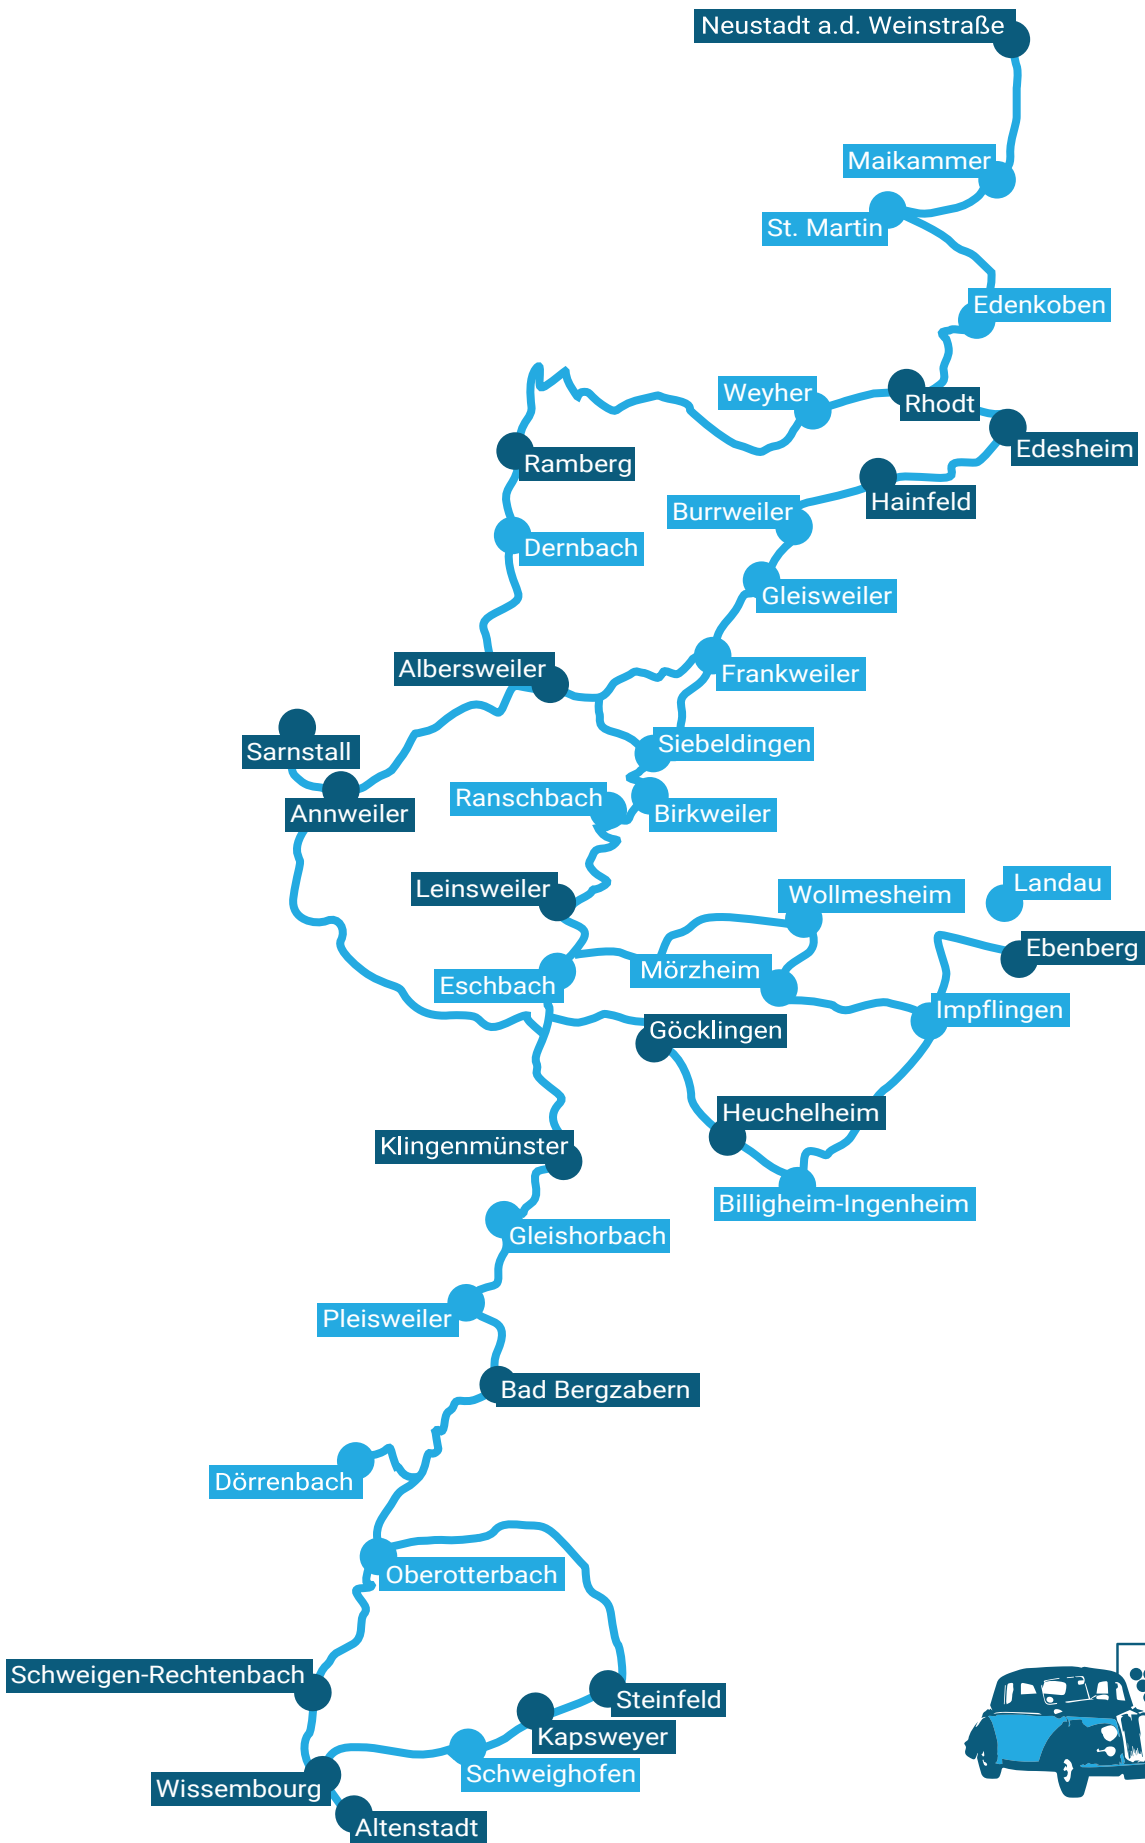 Neustadt a.d. Weinstraße
Maikammer
St. Martin
Edenkoben
Weyher
Rhodt
Edesheim
Ramberg
Hainfeld
Burrweiler
Dernbach
Gleisweiler
Albersweiler
Frankweiler
Sarnstall
Siebeldingen
Ranschbach
Annweiler
Birkweiler
Leinsweiler
Wollmesheim
Landau
Ebenberg
Mörzheim
Eschbach
Impflingen
Göcklingen
Heuchelheim
Klingenmünster
Billigheim-Ingenheim
Gleishorbach
Pleisweiler
Bad Bergzabern
Dörrenbach
Oberotterbach
Schweigen-Rechtenbach
Steinfeld
Kapsweyer
Schweighofen
Wissembourg
Altenstadt